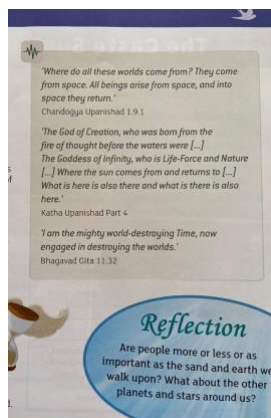 'Where do all these worlds come from? They come
from space. All beings arise from space, and into
space they return.'
Chandogya Upanishad 1.9.1
'The God of Creation, who was born from the
fire of thought before the waters were [...]
The Goddess of Infinity, who is Life-Force and Nature
[...] Where the sun comes from and returns to [...]
What is here is also there and what is there is also
here.'
Katha Upanishad Part 4
'I am the mighty world-destroying Time, now
engaged in destroying the worlds.'
Bhagavad Gita 11.32
Reflection
Are people more or less or as
important as the sand and earth we
walk upon? What about the other
planets and stars around us?